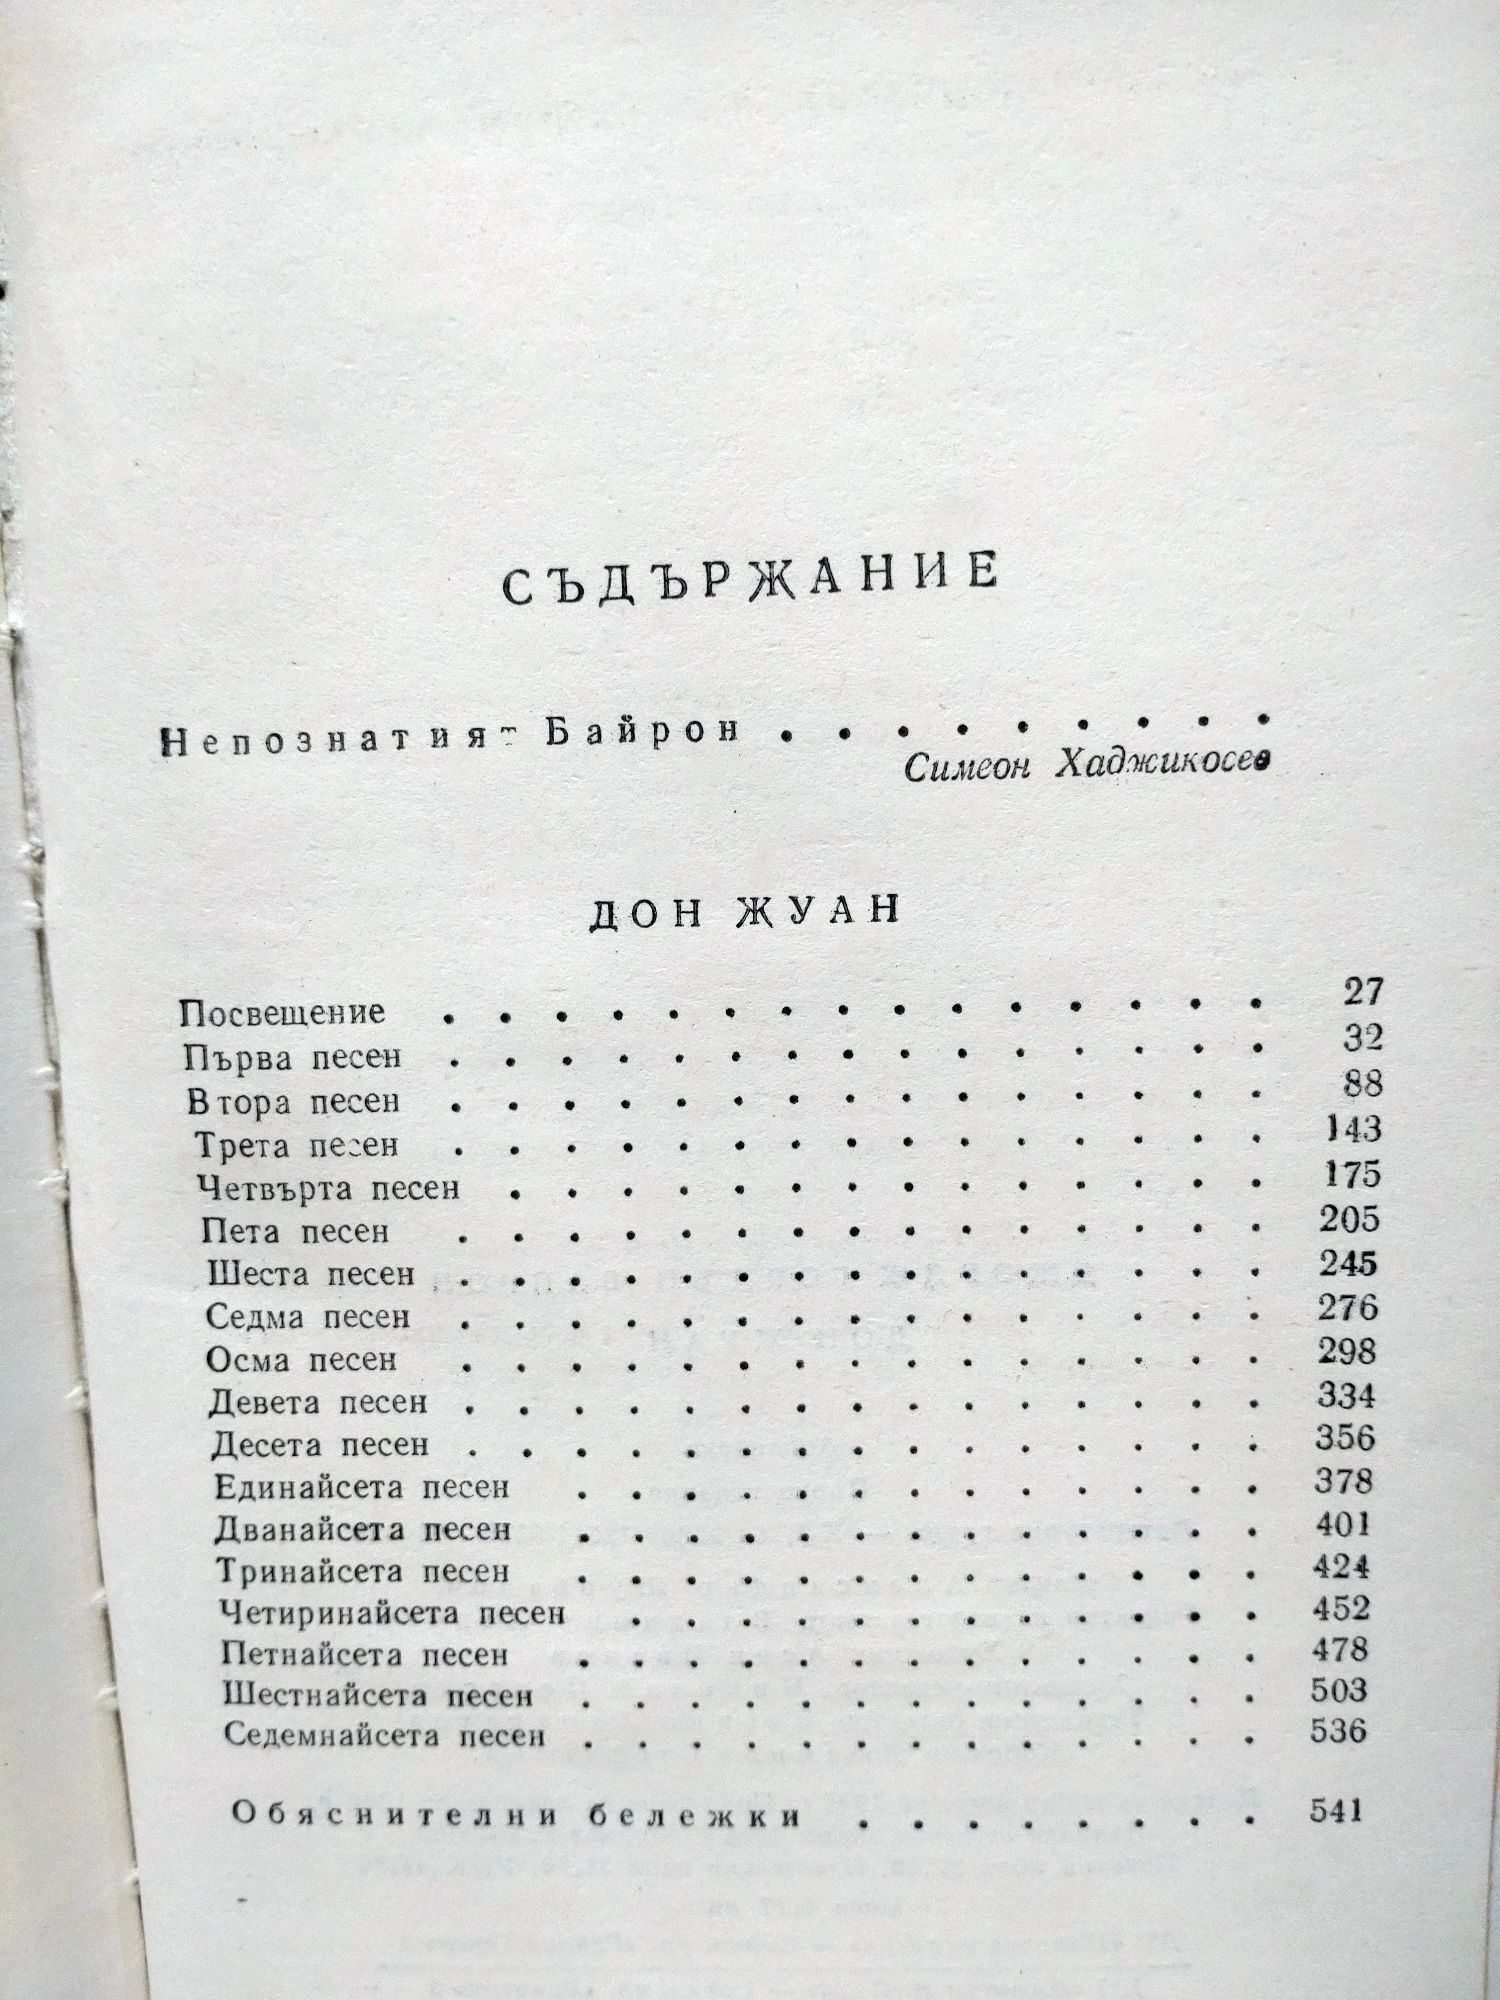 СЪДЪРЖАНИЕ
Непознатия Байрон . . . . . . . . .
Симеон Хаджикосев
ДОН ЖУАН
Посвещение . . . . . . . . . . . . . . . 27
Първа песен . . . . . . . . . . . . . . . 32
Втора песен . . . . . . . . . . . . . . . 88
Трета песен . . . . . . . . . . . . . . . 143
Четвърта песен . . . . . . . . . . . . . . 175
Пета песен . . . . . . . . . . . . . . . 205
Шеста песен . . . . . . . . . . . . . . . 245
Седма песен . . . . . . . . . . . . . . . 276
Осма песен . . . . . . . . . . . . . . . 298
Девета песен . . . . . . . . . . . . . . . 334
Десета песен . . . . . . . . . . . . . . . 356
Единайсета песен . . . . . . . . . . . . . 378
Дванайсета песен . . . . . . . . . . . . . 401
Тринайсета песен . . . . . . . . . . . . . 424
Четиринайсета песен . . . . . . . . . . . . 452
Петнайсета песен . . . . . . . . . . . . . 478
Шестнайсета песен . . . . . . . . . . . . . 503
Седемнайсета песен . . . . . . . . . . . . . 536
Обяснителни бележки . . . . . . . . 541